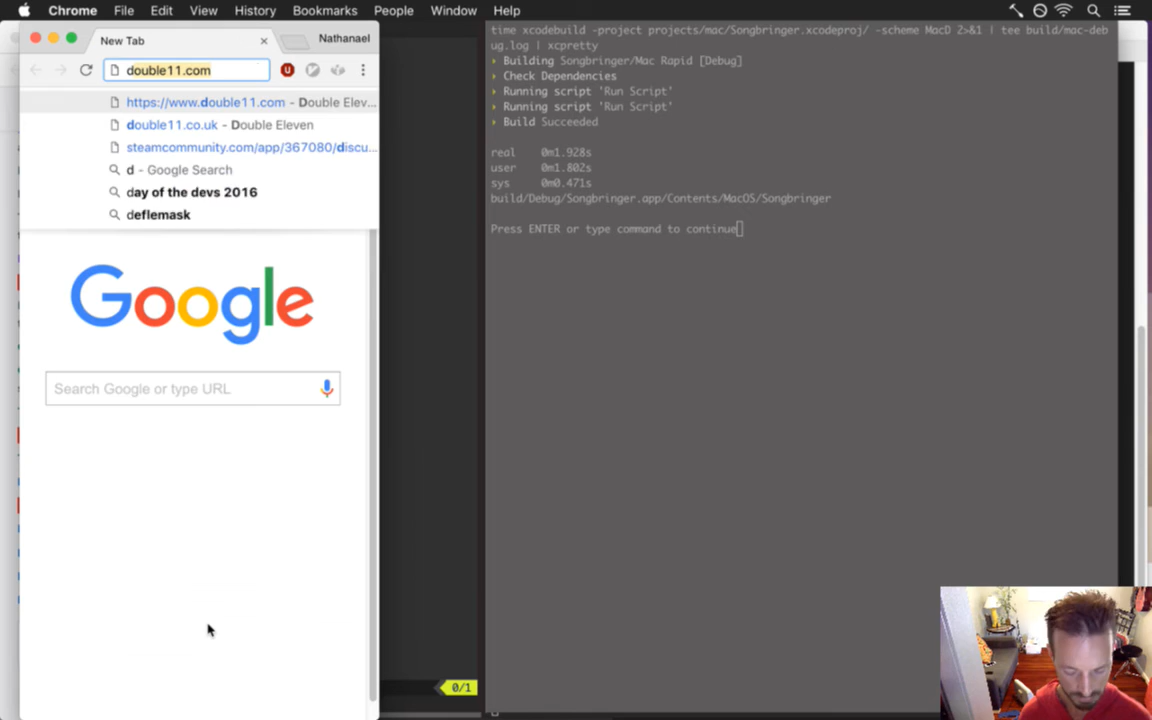 Chrome File Edit View History Bookmarks People Window Help
New Tab
Nathanael
double11.com
https://www.double11.com - Double Elev...
double11.co.uk - Double Eleven
steamcommunity.com/app/367080/discu...
d - Google Search
day of the devs 2016
deflemask
Google
Search Google or type URL
0/1
time xcodebuild -project projects/mac/Songbringer.xcodeproj/ -scheme MacD 2>&1 | tee build/mac-deb
ug.log | xcpretty
› Building Songbringer/Mac Rapid [Debug]
› Check Dependencies
› Running script 'Run Script'
› Running script 'Run Script'
› Build Succeeded
real 0m1.928s
user 0m1.802s
sys 0m0.471s
build/Debug/Songbringer.app/Contents/MacOS/Songbringer
Press ENTER or type command to continue